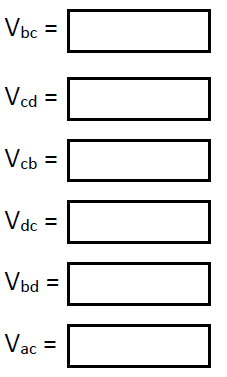 Vbc =
Vcd =
Vcb =
Vdc =
Vbd =
Vac =